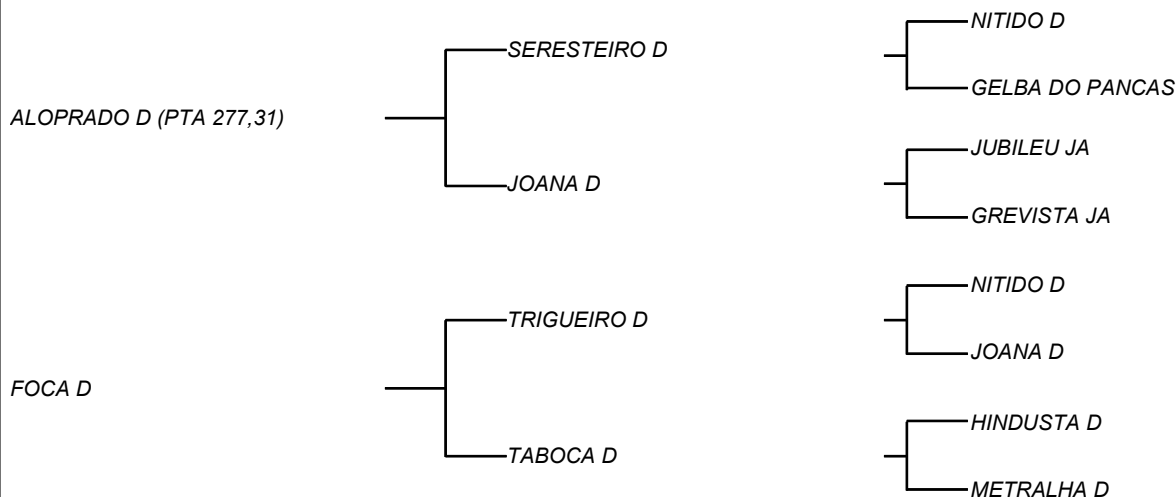 NITIDO D
SERESTEIRO D
GELBA DO PANCAS
ALOPRADO D (PTA 277,31)
JUBILEU JA
JOANA D
GREVISTA JA
NITIDO D
TRIGUEIRO D
JOANA D
FOCA D
HINDUSTA D
TABOCA D
METRALHA D